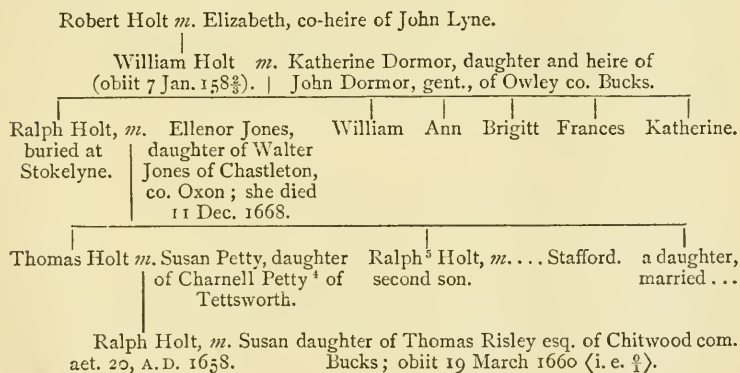 Robert Holt m. Elizabeth, co-heire of John Lyne.
William Holt m. Katherine Dormor, daughter and heire of
(obiit 7 Jan. 158⅔). | John Dormor, gent., of Owley co. Bucks.
Ralph Holt, m. Ellenor Jones, William Ann Brigitt Frances Katherine.
buried at daughter of Walter
Stokelyne. Jones of Chastleton,
co. Oxon; she died
11 Dec. 1668.
Thomas Holt m. Susan Petty, daughter Ralph⁵ Holt, m. . . . Stafford. a daughter,
of Charnell Petty⁴ of second son. married . . .
Tettsworth.
Ralph Holt, m. Susan daughter of Thomas Risley esq. of Chitwood com.
aet. 20, A.D. 1658. Bucks; obiit 19 March 1660 ⟨i. e. 0/1⟩.